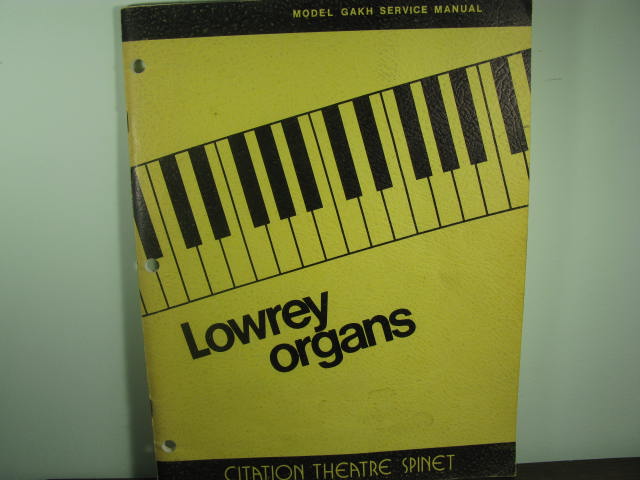 MODEL GAKH SERVICE MANUAL
Lowrey
organs
CITATION THEATRE SPINET